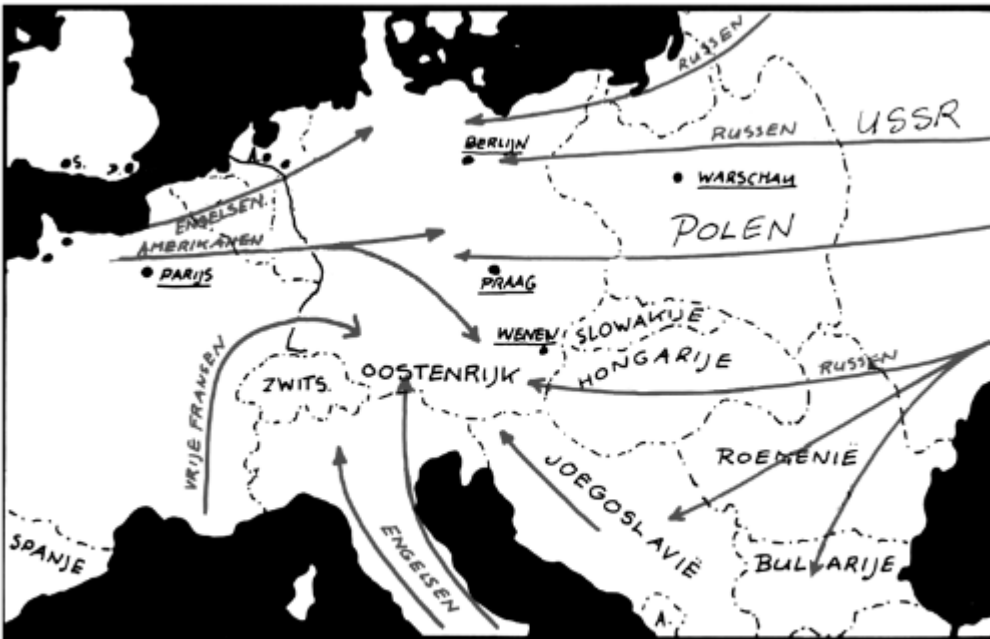 RUSSEN
USSR
RUSSEN
BERLIJN
A.
S.
D.
WARSCHAU
ENGELSEN.
POLEN
AMERIKANEN
PARIJS
PRAAG
WENEN
SLOWAKIJE
HONGARIJE
RUSSEN
ZWITS.
OOSTENRIJK
VRIJE FRANSEN
ROEMENIË
JOEGOSLAVIË
SPANJE
ENGELSEN
BULGARIJE
A.